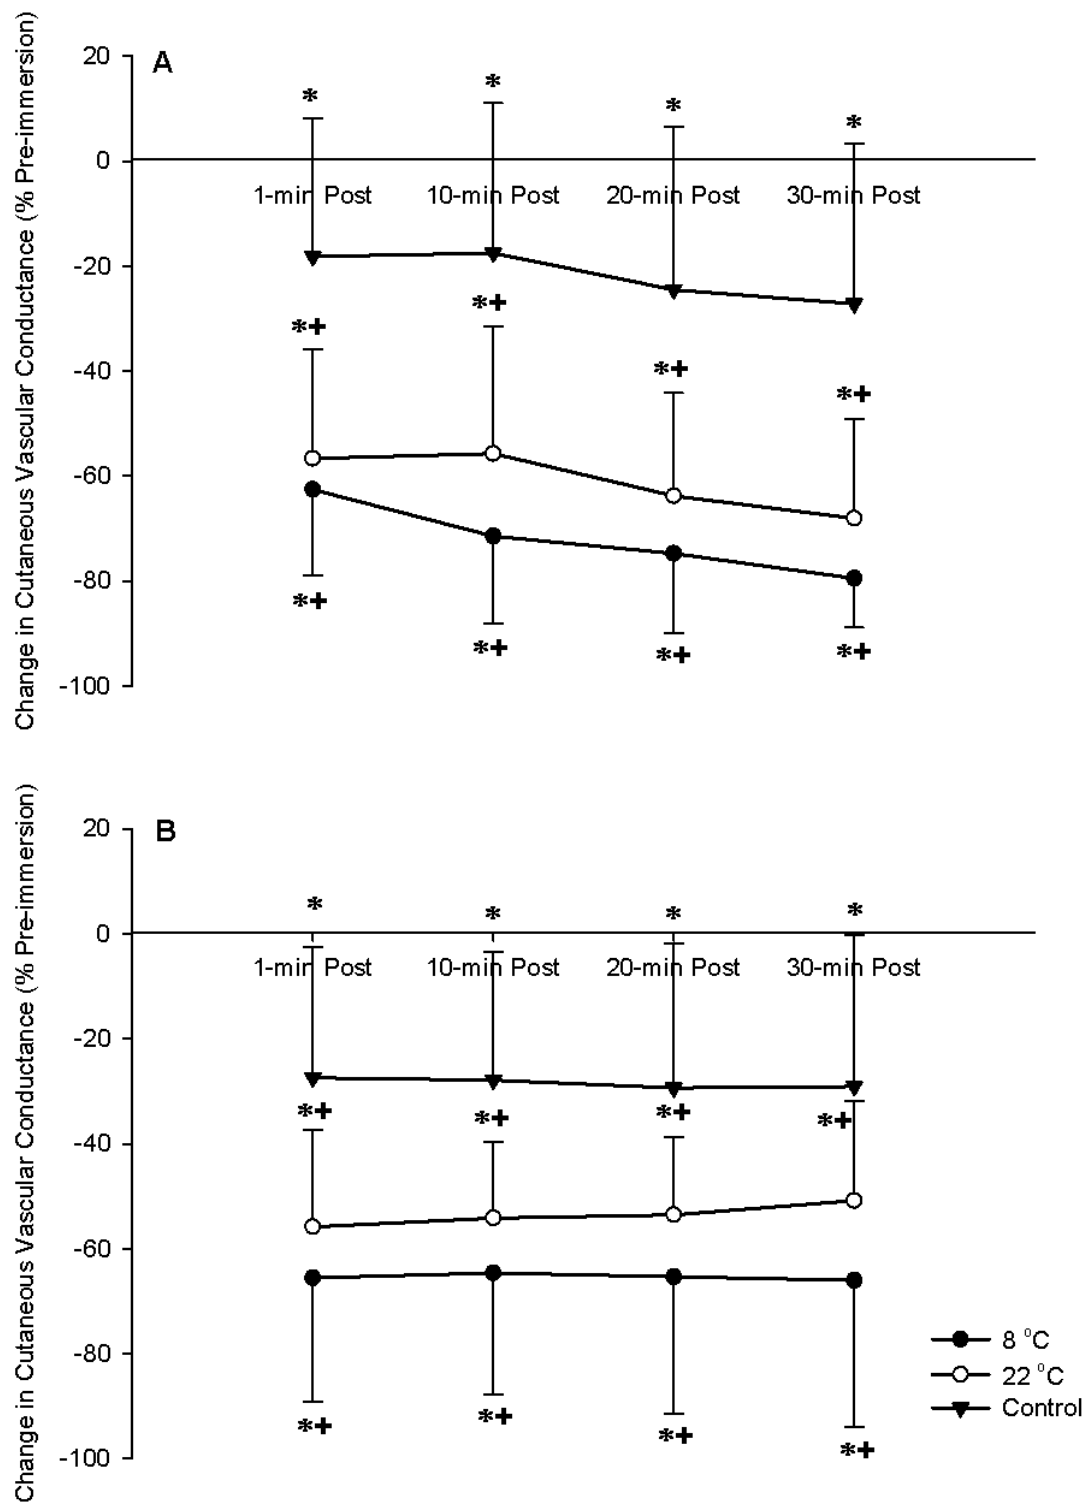 Change in Cutaneous Vascular Conductance (% Pre-immersion)
A
20
0
-20
-40
-60
-80
-100
* * * *
1-min Post 10-min Post 20-min Post 30-min Post
*+ *+ *+ *+
*+ *+ *+ *+
Change in Cutaneous Vascular Conductance (% Pre-immersion)
B
20
0
-20
-40
-60
-80
-100
* * * *
1-min Post 10-min Post 20-min Post 30-min Post
*+ *+ *+ *+
*+ *+ *+ *+
8 °C
22 °C
Control